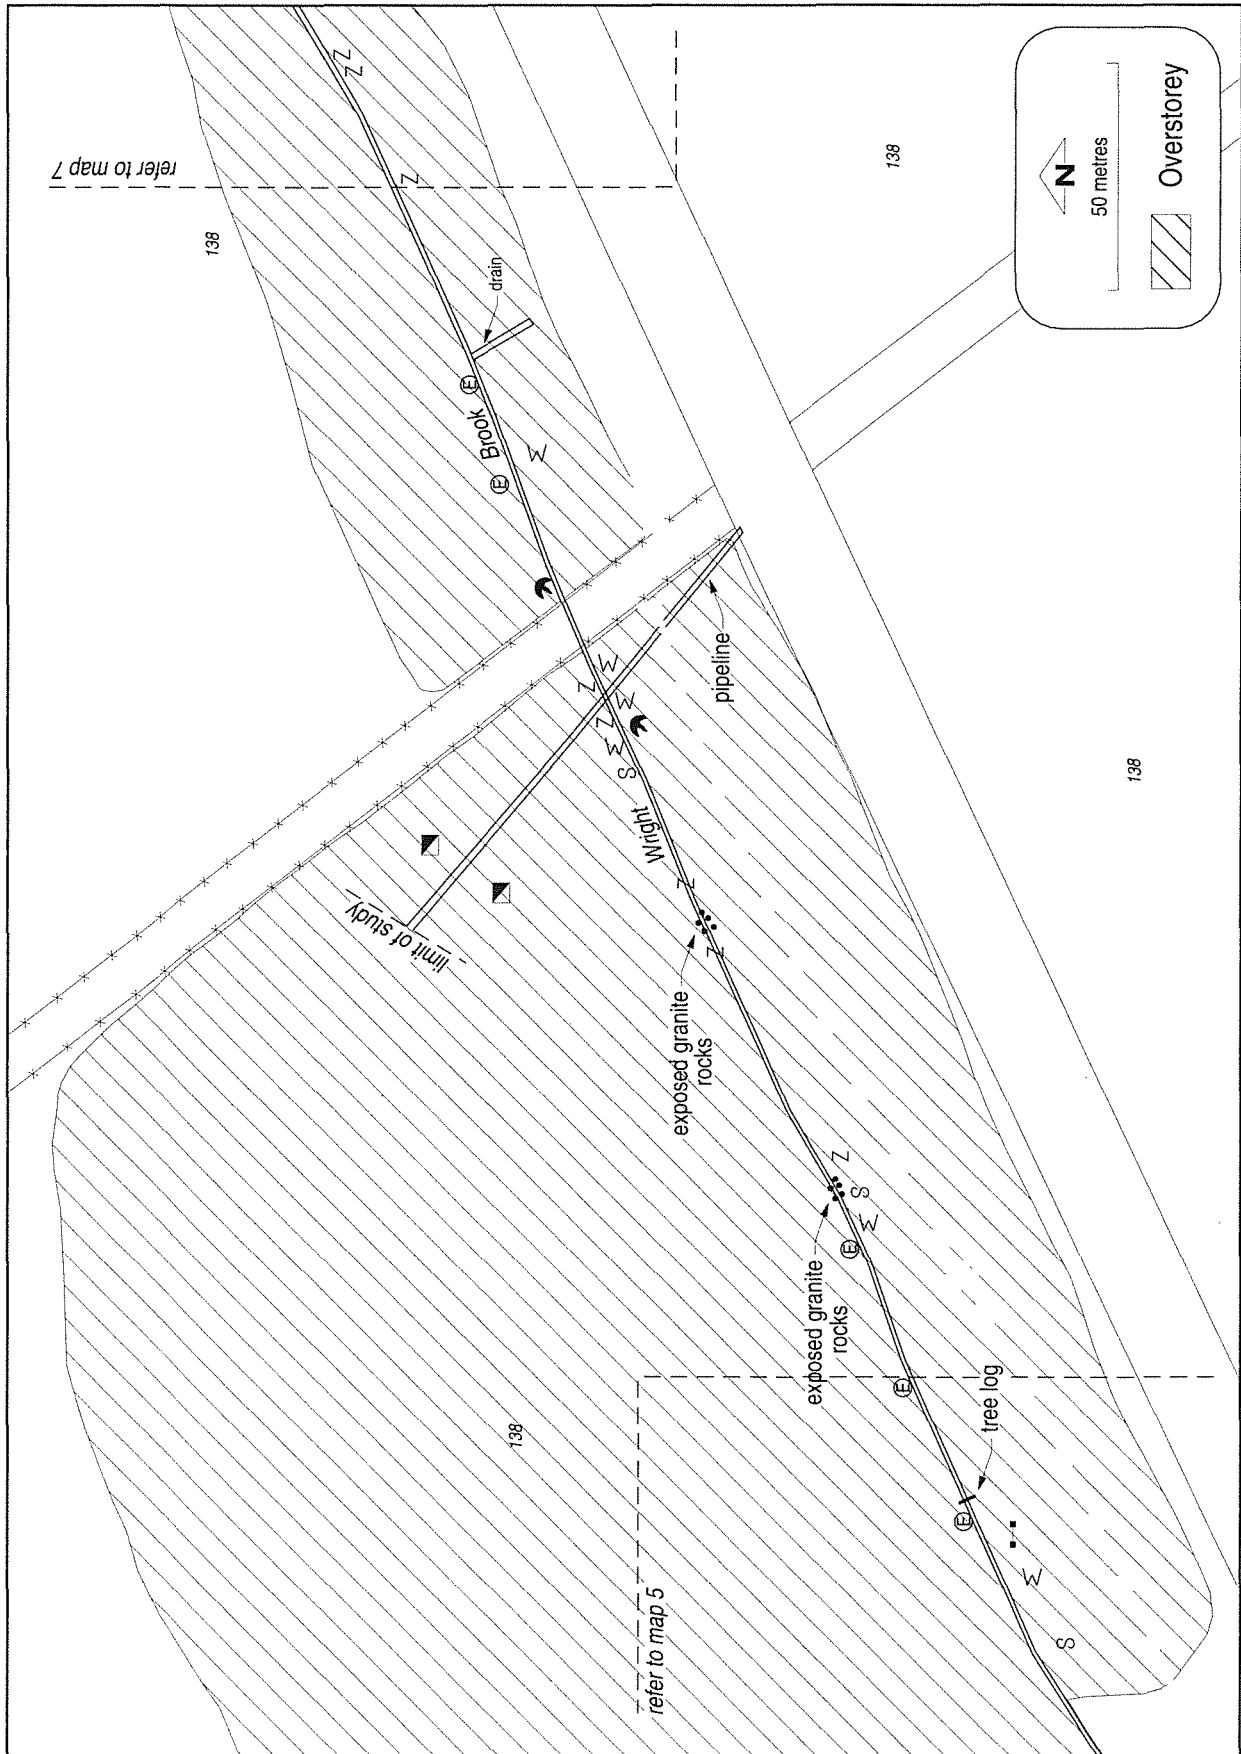 refer to map 7
138
Z
Z
Z
limit of study
E
Brook
drain
E
138
W
Z
Z
W
W
W
S
Wright
refer to map 5
exposed granite
rocks
Z
Z
pipeline
exposed granite
rocks
Z
S
W
E
138
E
E
tree log
W
S
138
N
50 metres
Overstorey